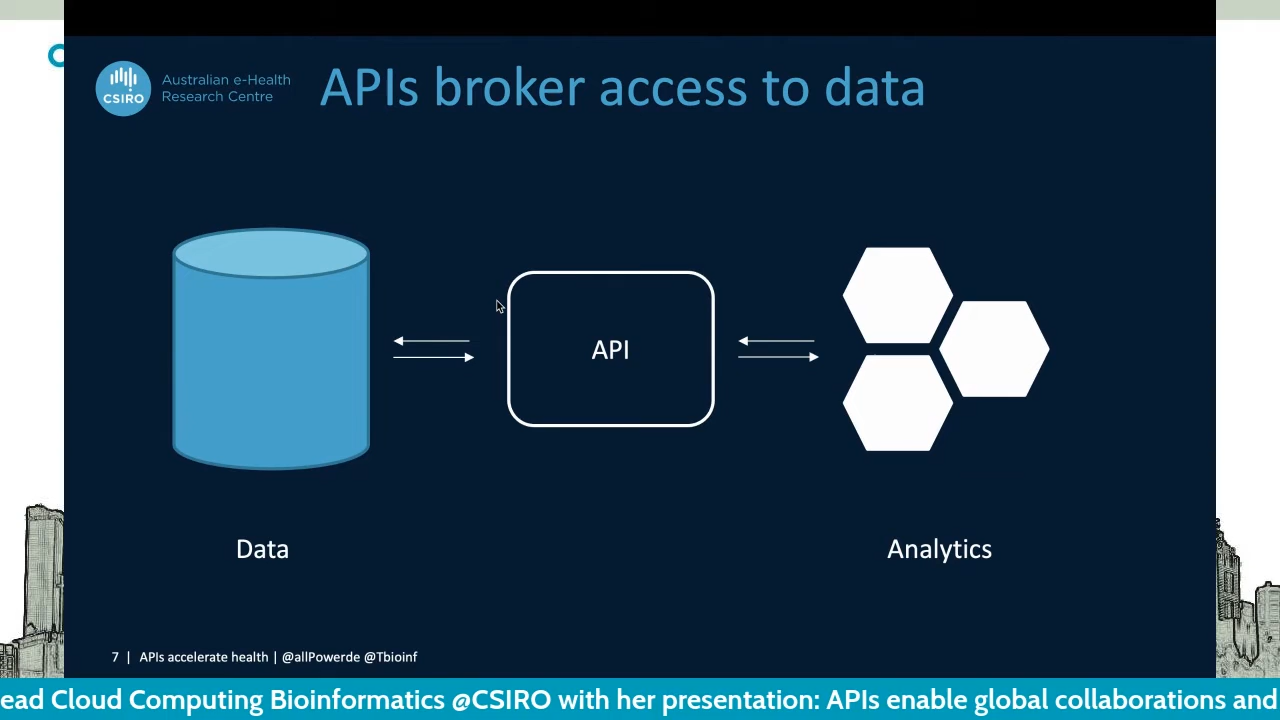 CSIRO
Australian e-Health
Research Centre
APIs broker access to data
API
Data
Analytics
7 | APIs accelerate health | @allPowerde @Tbioinf
ead Cloud Computing Bioinformatics @CSIRO with her presentation: APIs enable global collaborations and